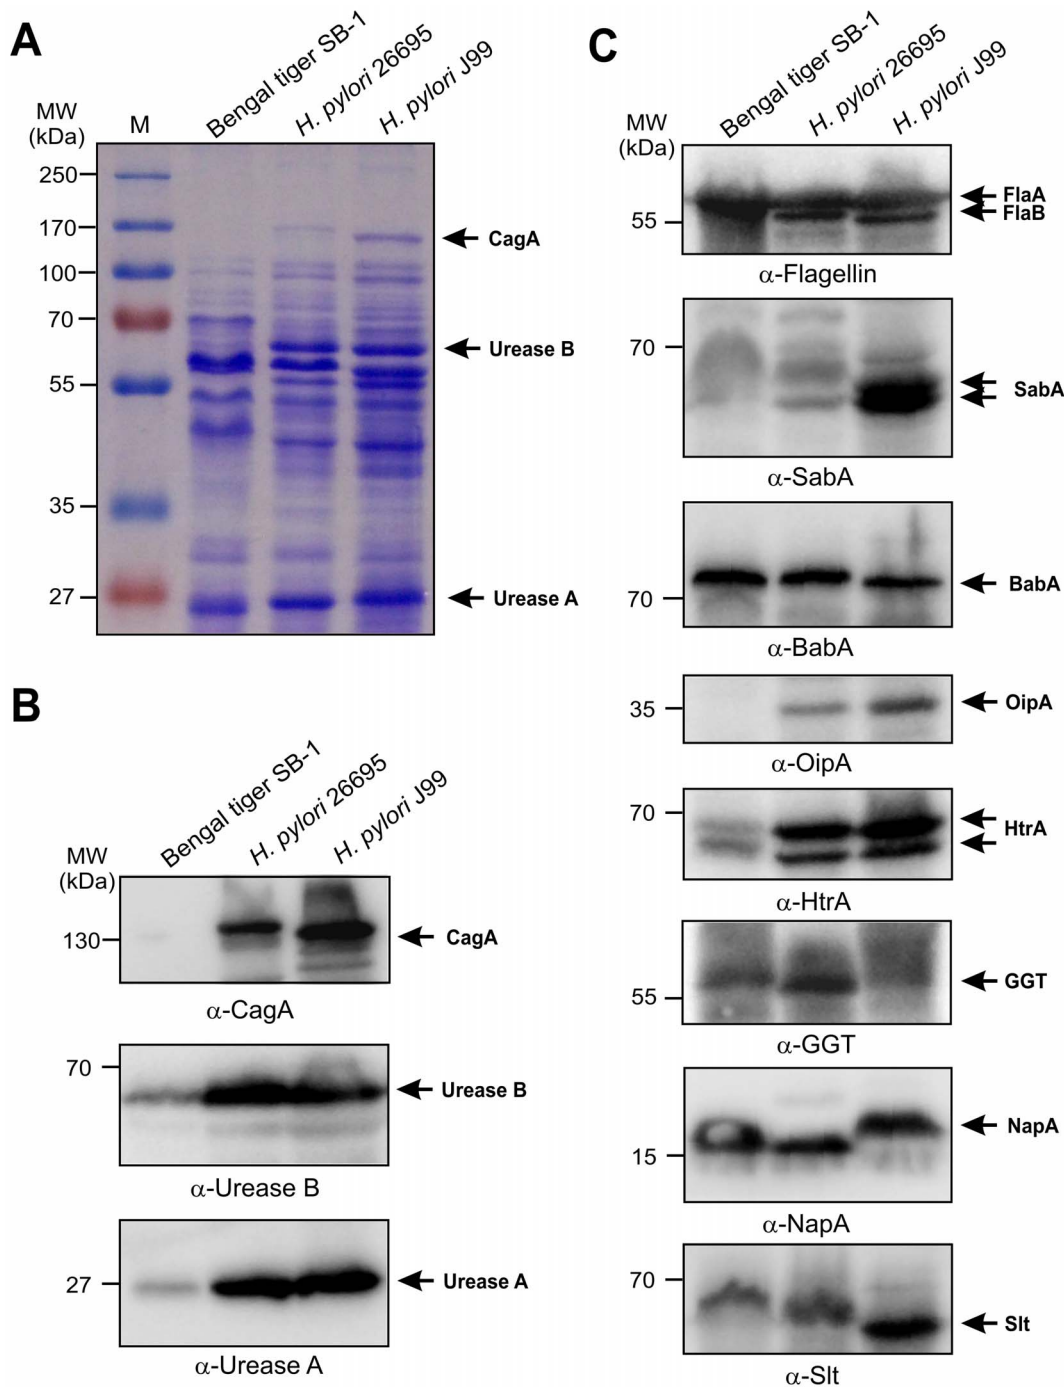 A
MW
(kDa)
M
Bengal tiger SB-1
H. pylori 26695
H. pylori J99
250
170
100
70
55
35
27
CagA
Urease B
Urease A
B
MW
(kDa)
Bengal tiger SB-1
H. pylori 26695
H. pylori J99
130
CagA
α-CagA
70
Urease B
α-Urease B
27
Urease A
α-Urease A
C
MW
(kDa)
Bengal tiger SB-1
H. pylori 26695
H. pylori J99
55
FlaA
FlaB
α-Flagellin
70
SabA
α-SabA
70
BabA
α-BabA
35
OipA
α-OipA
70
HtrA
α-HtrA
55
GGT
α-GGT
15
NapA
α-NapA
70
Slt
α-Slt